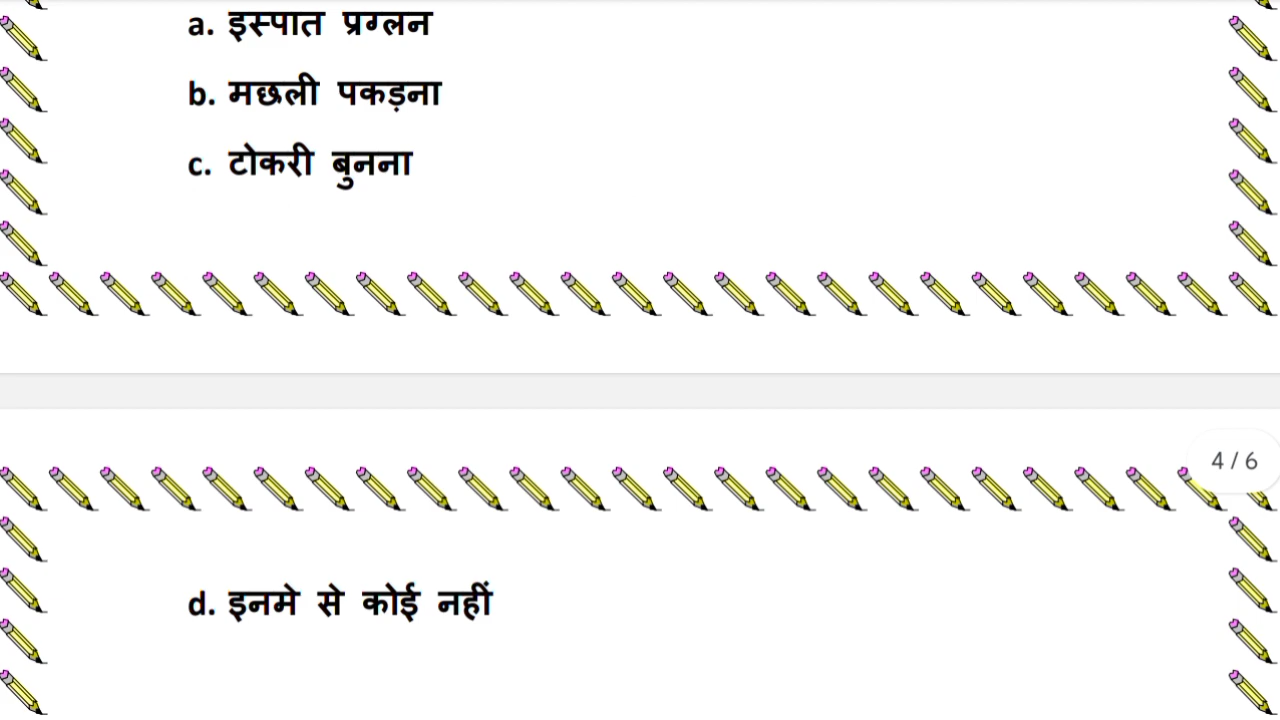 a. इस्पात प्रग्लन
b. मछली पकड़ना
c. टोकरी बुनना
4 / 6
d. इनमे से कोई नहीं